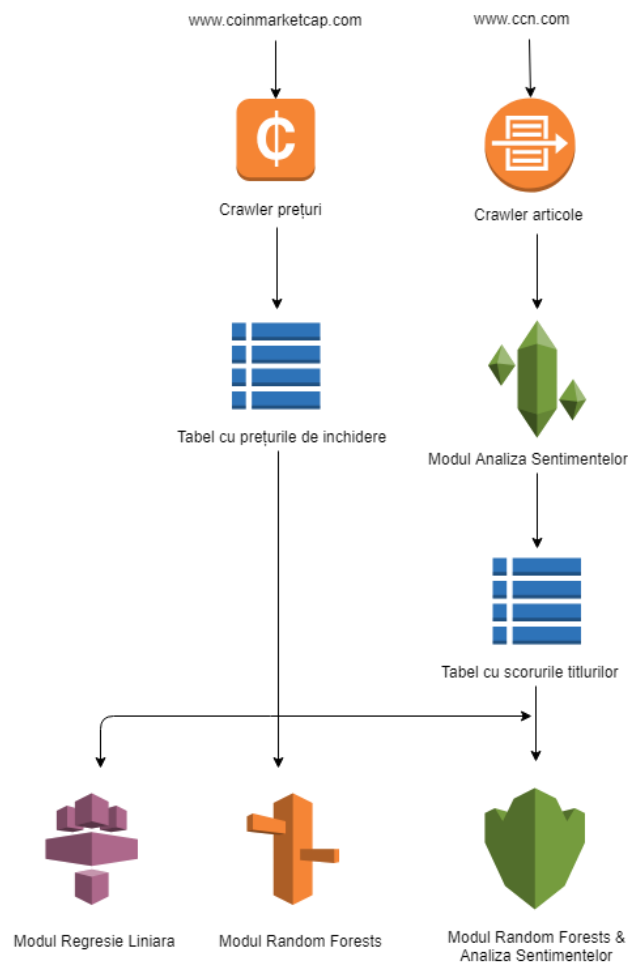 www.coinmarketcap.com
www.ccn.com
₵
Crawler prețuri
Crawler articole
Tabel cu prețurile de inchidere
Modul Analiza Sentimentelor
Tabel cu scorurile titlurilor
Modul Regresie Liniara
Modul Random Forests
Modul Random Forests &
Analiza Sentimentelor